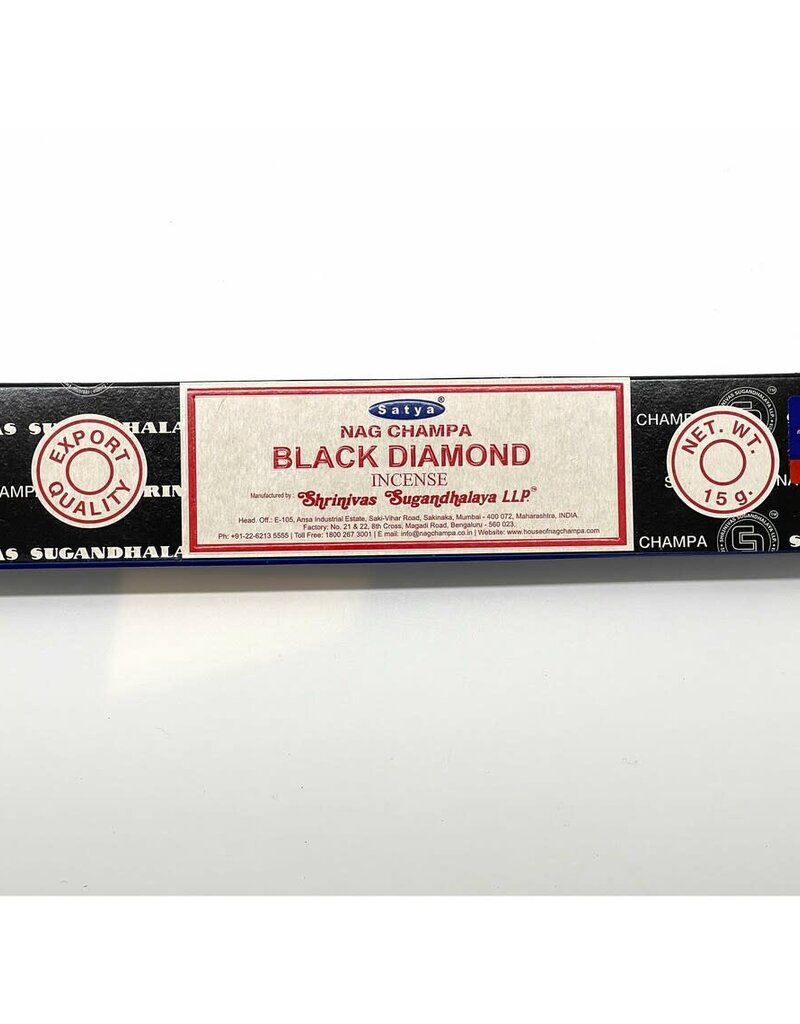 Satya®
NAG CHAMPA
BLACK DIAMOND
INCENSE
Manufactured by : Shrinivas Sugandhalaya LLP.™
Head. Off.: E-105, Ansa Industrial Estate, Saki-Vihar Road, Sakinaka, Mumbai - 400 072, Maharashtra, INDIA.
Factory: No. 21 & 22, 8th Cross, Magadi Road, Bengaluru - 560 023.
Ph: +91-22-6213 5555 | Toll Free: 1800 267 3001 | E mail: info@nagchampa.co.in | Website: www.houseofnagchampa.com
EXPORT
QUALITY
NET. WT.
15 g.
SUGANDHALA
CHAMPA
CHAMPA